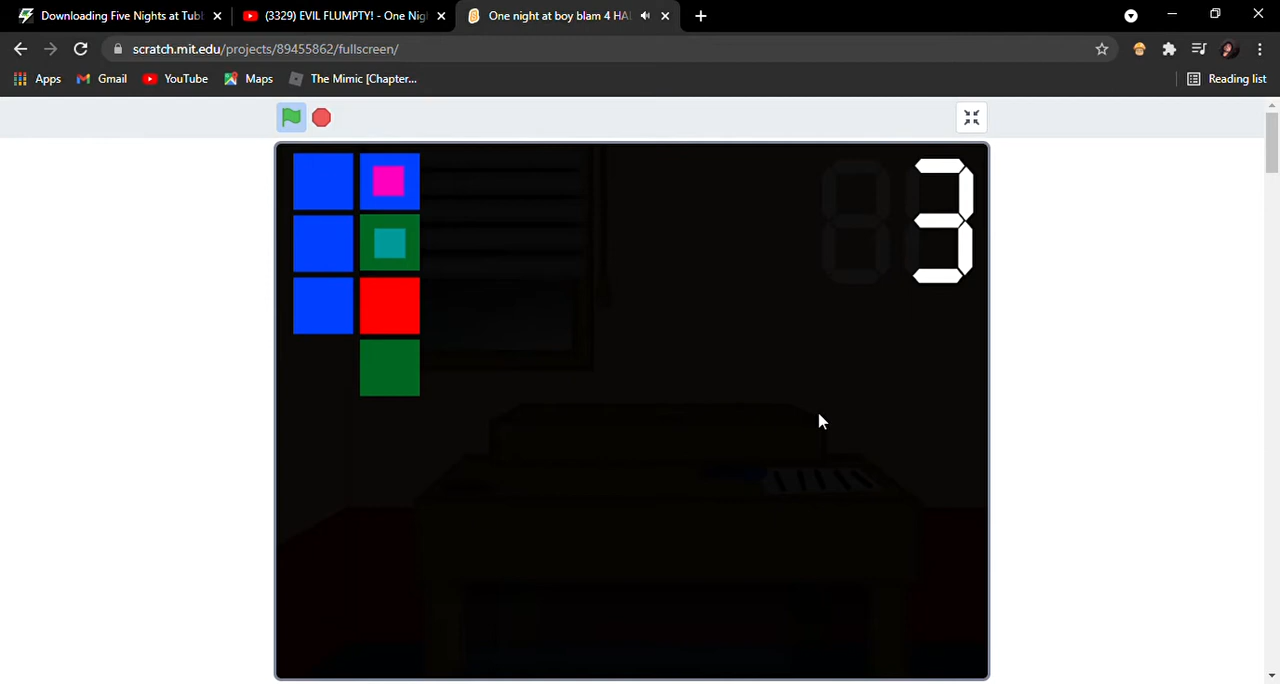 Downloading Five Nights at Tubb
(3329) EVIL FLUMPTY! - One Nig
One night at boy blam 4 HA
scratch.mit.edu/projects/89455862/fullscreen/
Apps
Gmail
YouTube
Maps
The Mimic [Chapter...
Reading list
3